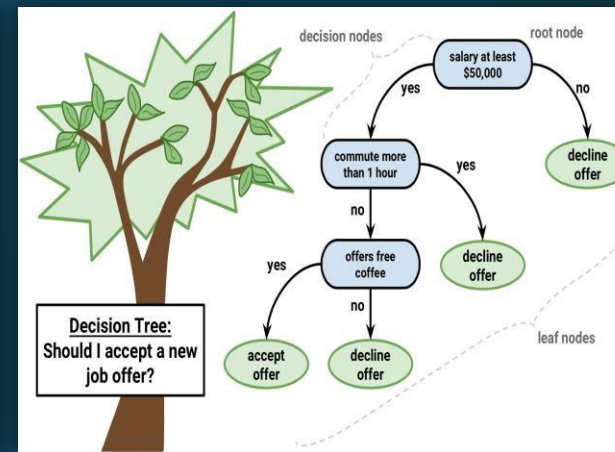 decision nodes
root node
salary at least
$50,000
yes
no
commute more
than 1 hour
decline
offer
yes
no
offers free
coffee
decline
offer
yes
no
leaf nodes
Decision Tree:
Should I accept a new
job offer?
accept
offer
decline
offer